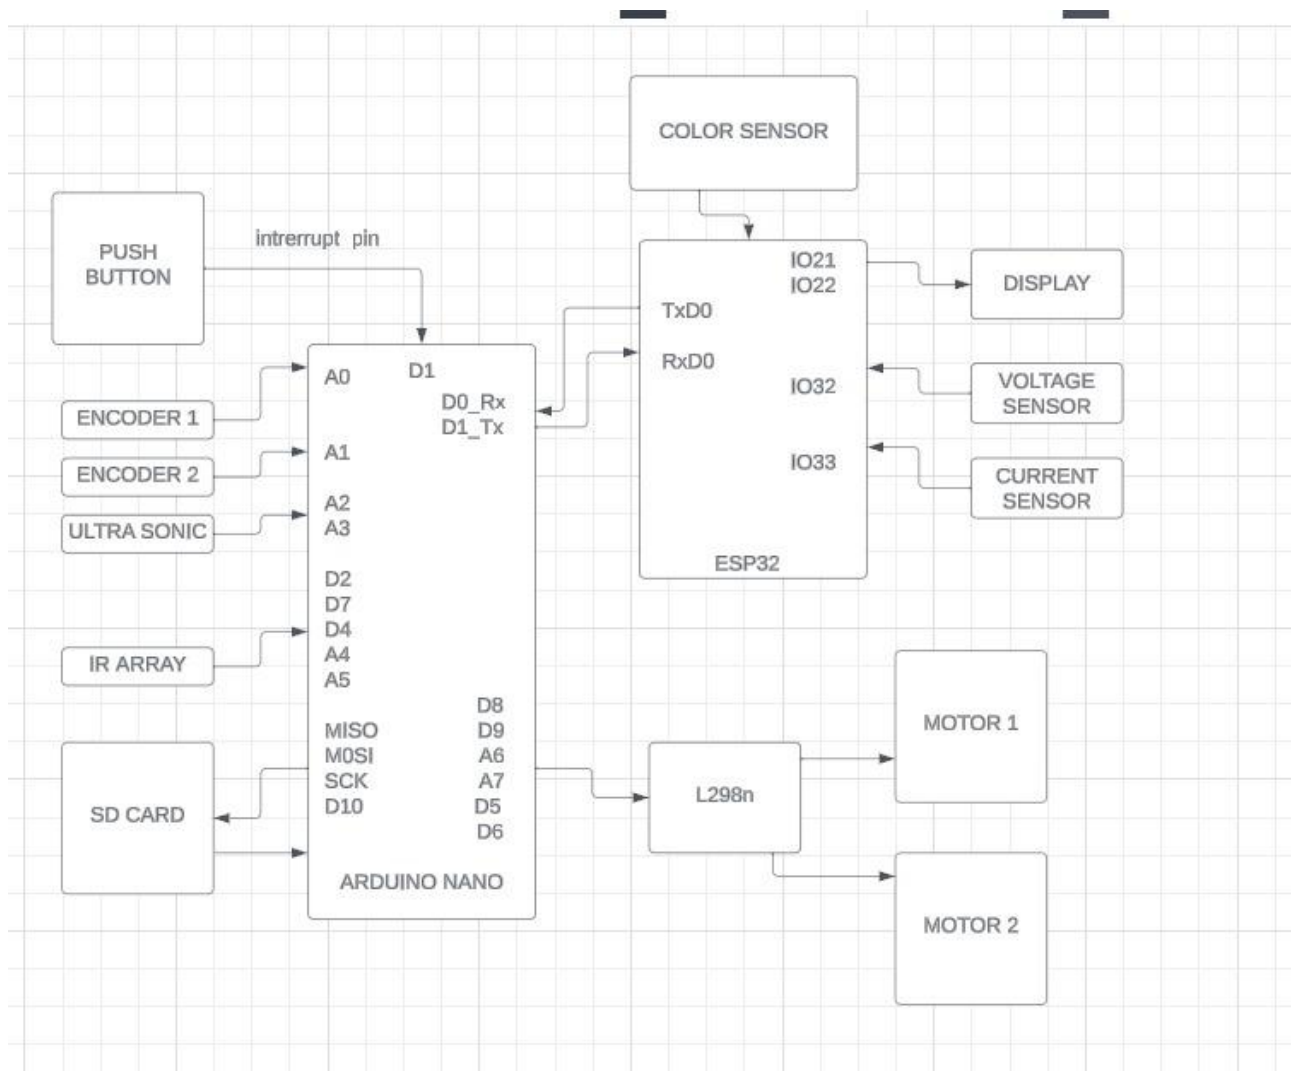 COLOR SENSOR
PUSH
BUTTON
intrerrupt pin
IO21
IO22
DISPLAY
TxD0
RxD0
VOLTAGE
SENSOR
IO32
CURRENT
SENSOR
IO33
ESP32
ENCODER 1
ENCODER 2
ULTRA SONIC
IR ARRAY
SD CARD
D1
A0
D0_Rx
D1_Tx
A1
A2
A3
D2
D7
D4
A4
A5
MISO
M0SI
SCK
D10
D8
D9
A6
A7
D5
D6
ARDUINO NANO
L298n
MOTOR 1
MOTOR 2